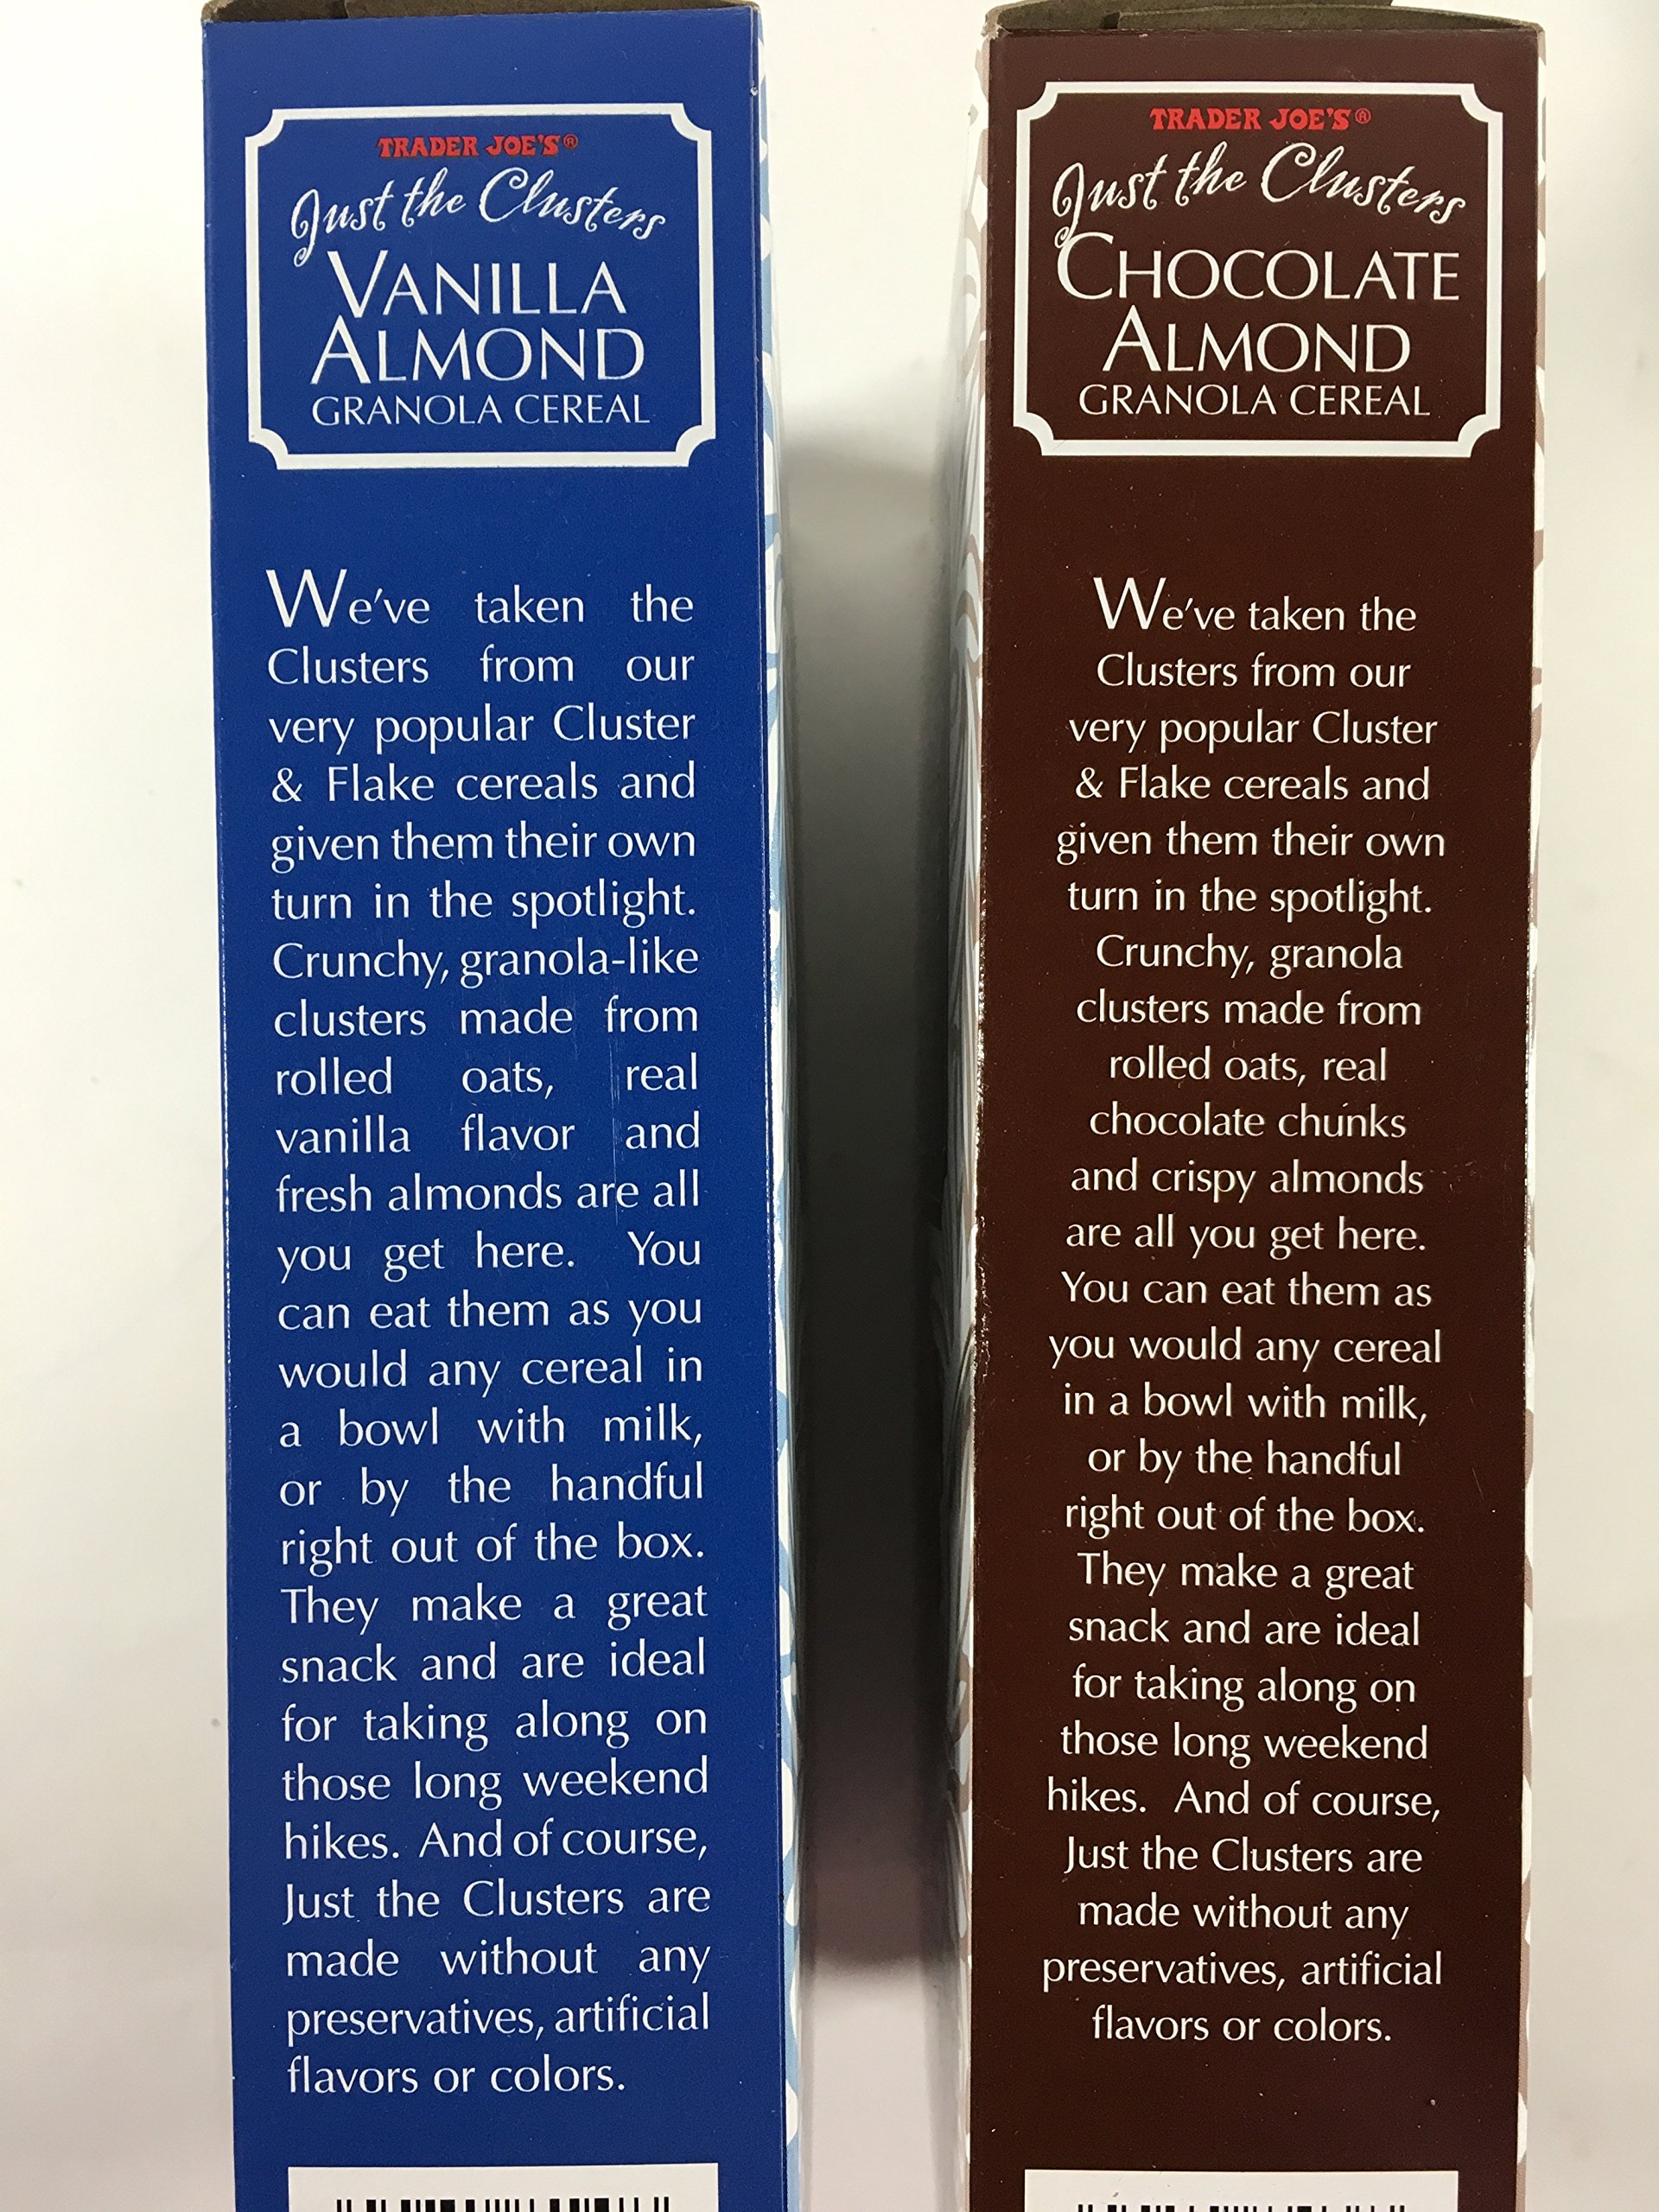 TRADER JOE'S®
Just the Clusters
VANILLA
ALMOND
GRANOLA CEREAL
We've taken the
Clusters from our
very popular Cluster
& Flake cereals and
given them their own
turn in the spotlight.
Crunchy, granola-like
clusters made from
rolled oats, real
vanilla flavor and
fresh almonds are all
you get here. You
can eat them as you
would any cereal in
a bowl with milk,
or by the handful
right out of the box.
They make a great
snack and are ideal
for taking along on
those long weekend
hikes. And of course,
Just the Clusters are
made without any
preservatives, artificial
flavors or colors.
TRADER JOE'S®
Just the Clusters
CHOCOLATE
ALMOND
GRANOLA CEREAL
We've taken the
Clusters from our
very popular Cluster
& Flake cereals and
given them their own
turn in the spotlight.
Crunchy, granola
clusters made from
rolled oats, real
chocolate chunks
and crispy almonds
are all you get here.
You can eat them as
you would any cereal
in a bowl with milk,
or by the handful
right out of the box.
They make a great
snack and are ideal
for taking along on
those long weekend
hikes. And of course,
Just the Clusters are
made without any
preservatives, artificial
flavors or colors.